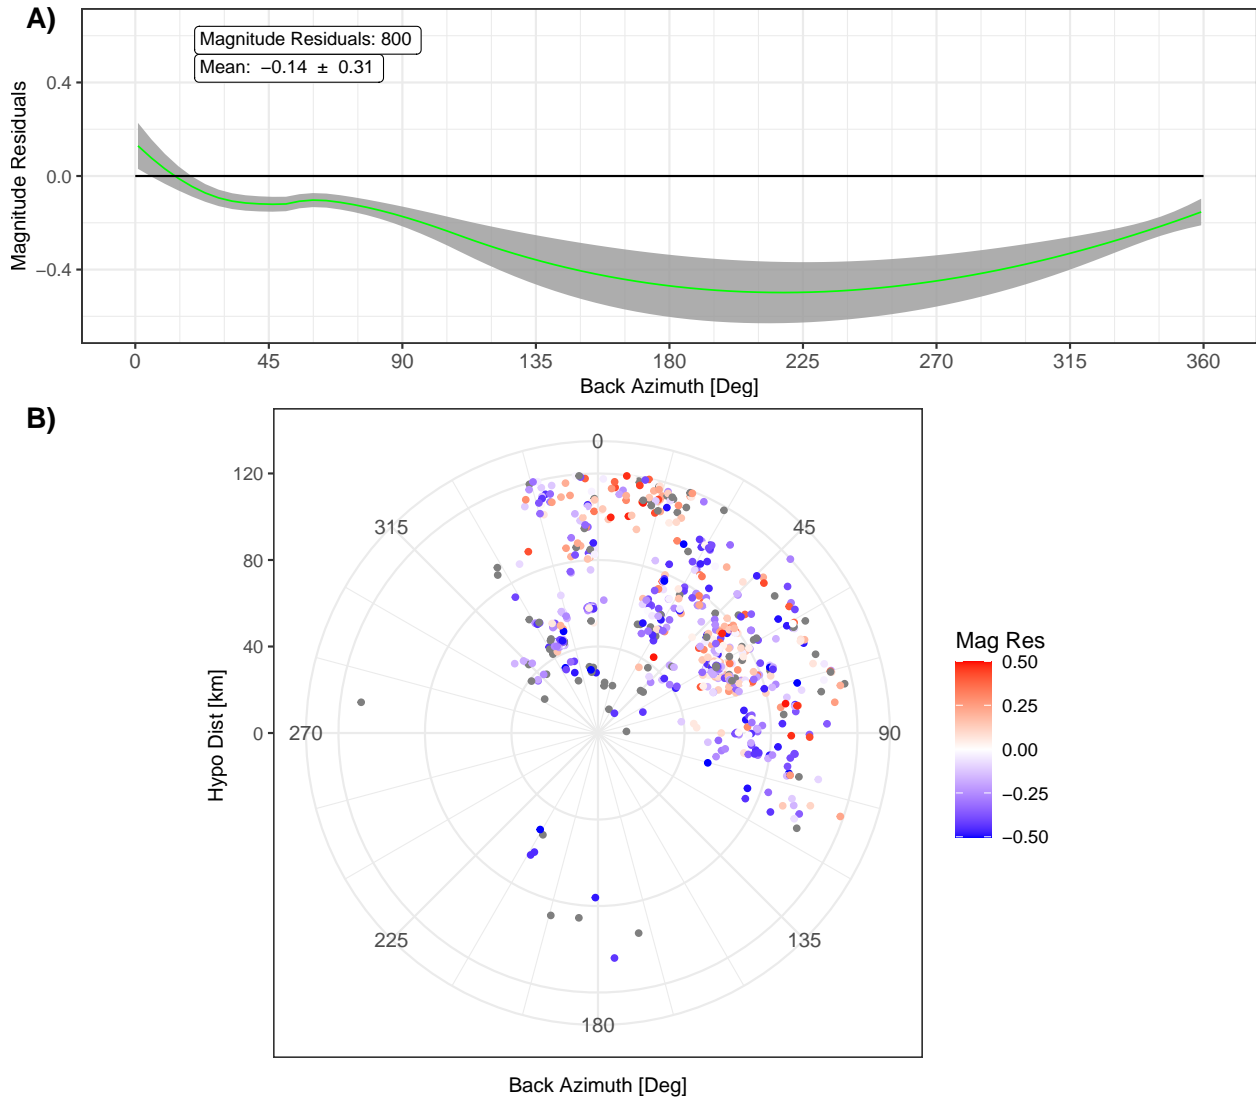 A)
Magnitude Residuals: 800
Mean: −0.14 ± 0.31
Magnitude Residuals
0.4
0.0
−0.4
0 45 90 135 180 225 270 315 360
Back Azimuth [Deg]
B)
Hypo Dist [km]
120
80
40
0
0
45
90
135
180
225
270
315
Back Azimuth [Deg]
Mag Res
0.50
0.25
0.00
−0.25
−0.50